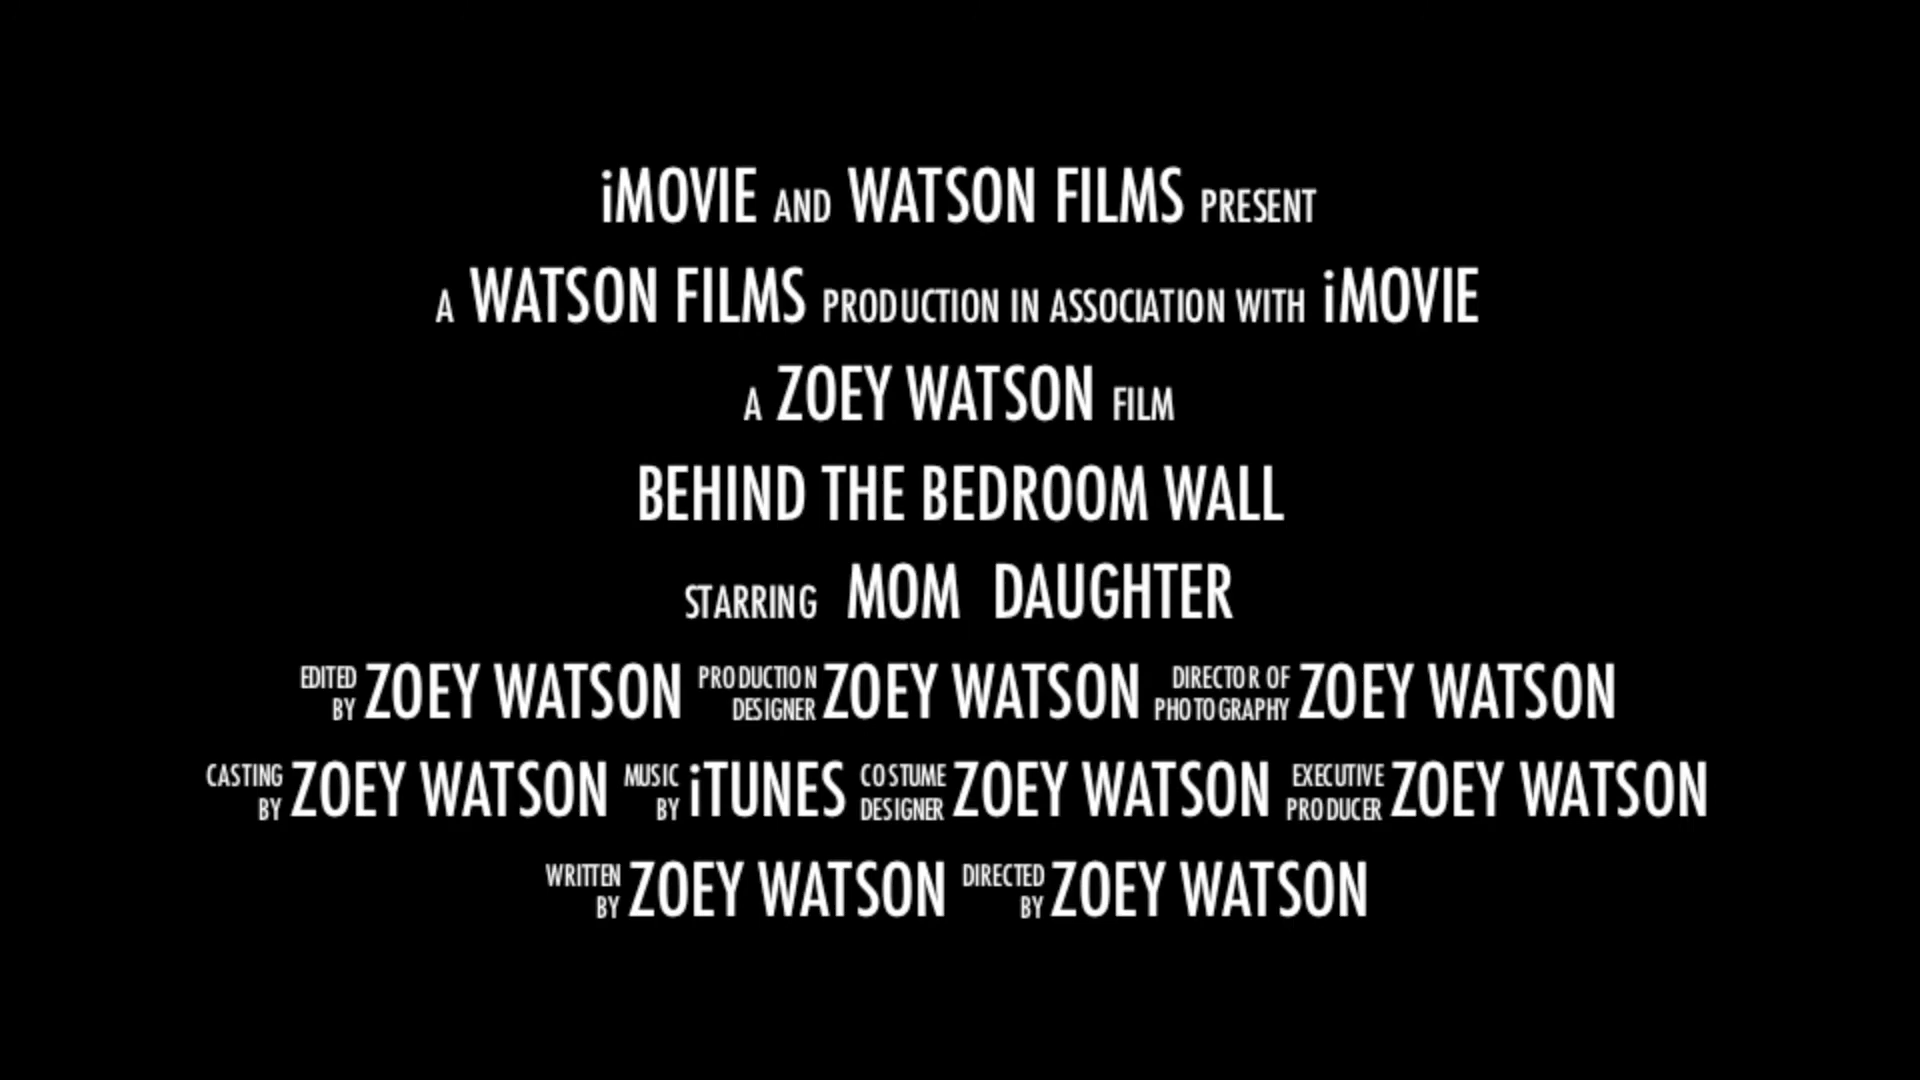 iMOVIE AND WATSON FILMS PRESENT
A WATSON FILMS PRODUCTION IN ASSOCIATION WITH iMOVIE
A ZOEY WATSON FILM
BEHIND THE BEDROOM WALL
STARRING MOM DAUGHTER
EDITED BY ZOEY WATSON PRODUCTION DESIGNER ZOEY WATSON DIRECTOR OF PHOTOGRAPHY ZOEY WATSON
CASTING BY ZOEY WATSON MUSIC BY iTUNES COSTUME DESIGNER ZOEY WATSON EXECUTIVE PRODUCER ZOEY WATSON
WRITTEN BY ZOEY WATSON DIRECTED BY ZOEY WATSON